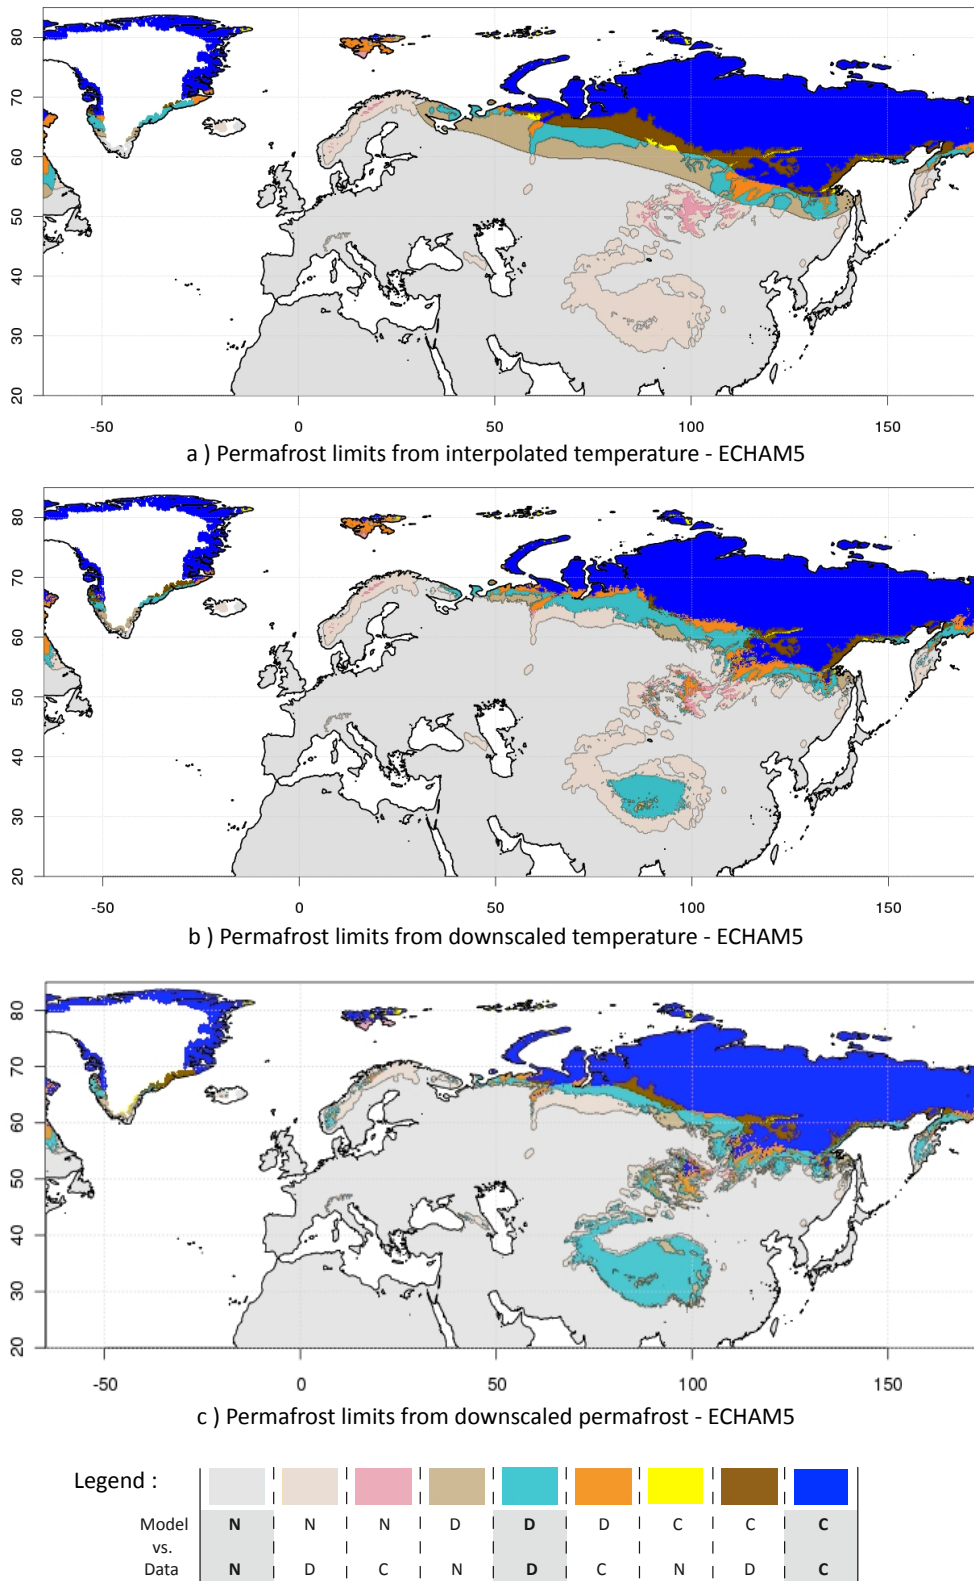 80
70
60
50
40
30
20
-50 0 50 100 150
a ) Permafrost limits from interpolated temperature - ECHAM5
80
70
60
50
40
30
20
-50 0 50 100 150
b ) Permafrost limits from downscaled temperature - ECHAM5
80
70
60
50
40
30
20
-50 0 50 100 150
c ) Permafrost limits from downscaled permafrost - ECHAM5
Legend :
Model N N N D D D C C C
vs.
Data N D C N D C N D C